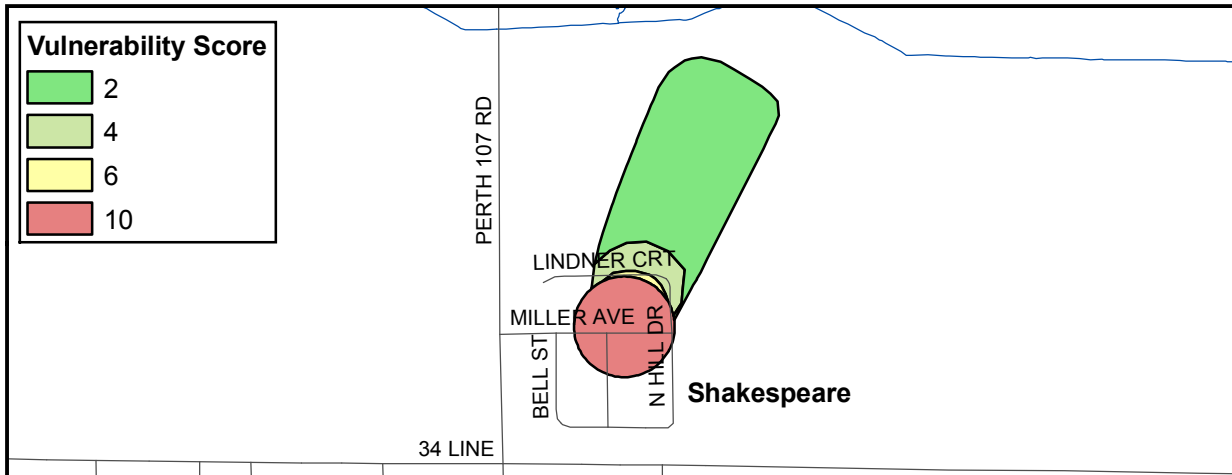 Vulnerability Score
2
4
6
10
PERTH 107 RD
LINDNER CRT
MILLER AVE
BELL ST
N HILL DR
Shakespeare
34 LINE